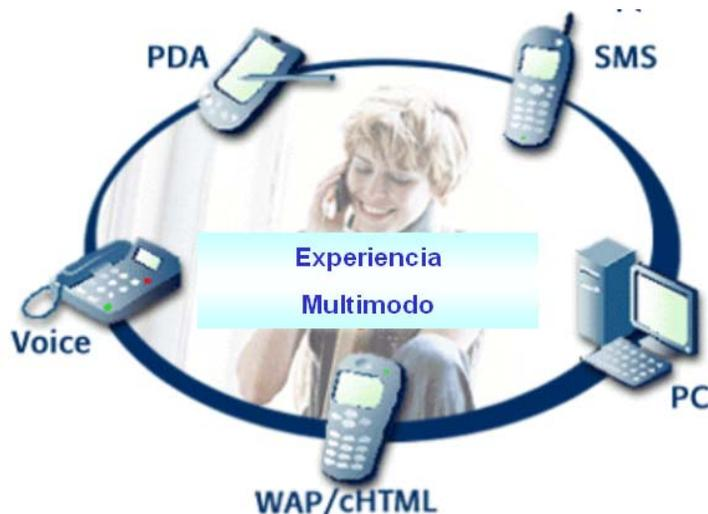 PDA
SMS
Experiencia
Multimodo
Voice
PC
WAP/cHTML